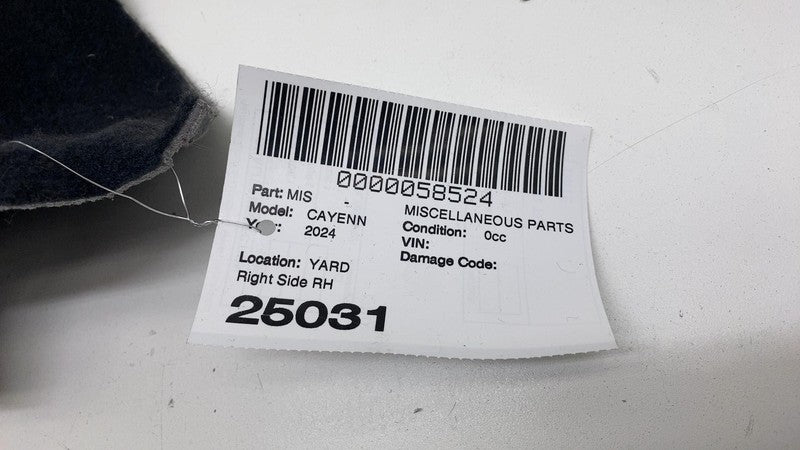 0000058524
Part: MIS - MISCELLANEOUS PARTS
Model: CAYENN Condition: 0cc
2024 VIN:
Damage Code:
Location: YARD
Right Side RH
25031